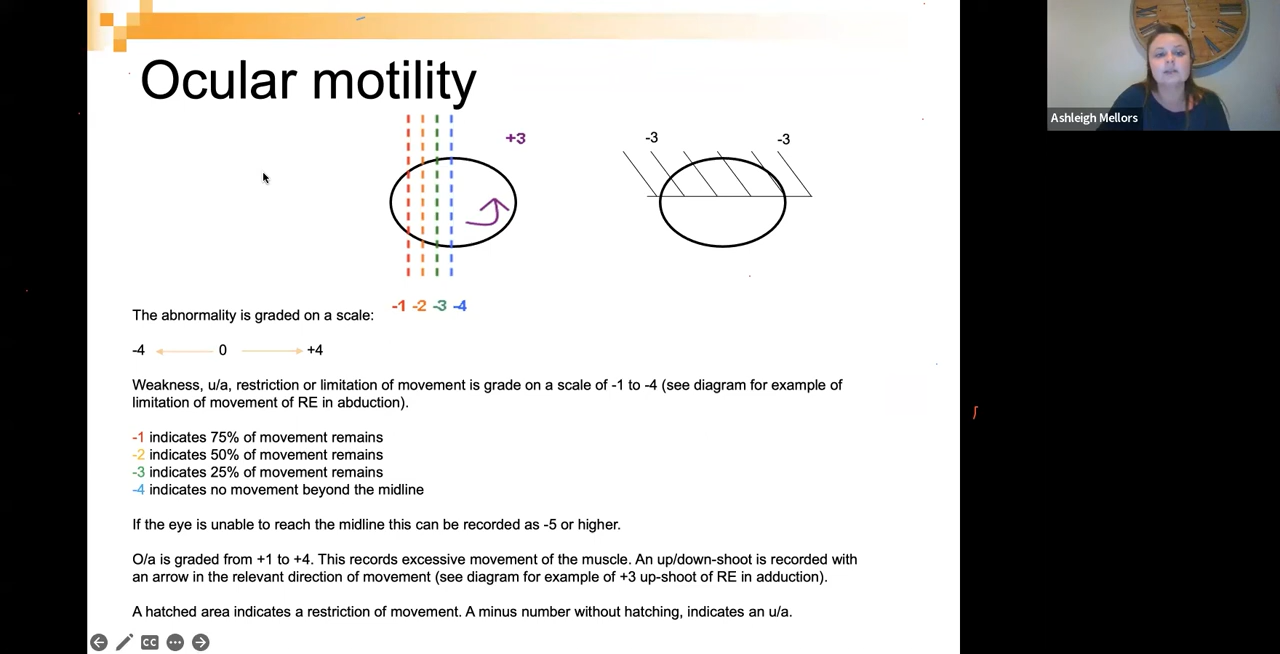 Ocular motility
+3
-3
-3
-1 -2 -3 -4
The abnormality is graded on a scale:
-4 0 +4
Weakness, u/a, restriction or limitation of movement is grade on a scale of -1 to -4 (see diagram for example of
limitation of movement of RE in abduction).
-1 indicates 75% of movement remains
-2 indicates 50% of movement remains
-3 indicates 25% of movement remains
-4 indicates no movement beyond the midline
If the eye is unable to reach the midline this can be recorded as -5 or higher.
O/a is graded from +1 to +4. This records excessive movement of the muscle. An up/down-shoot is recorded with
an arrow in the relevant direction of movement (see diagram for example of +3 up-shoot of RE in adduction).
A hatched area indicates a restriction of movement. A minus number without hatching, indicates an u/a.
CC
Ashleigh Mellors